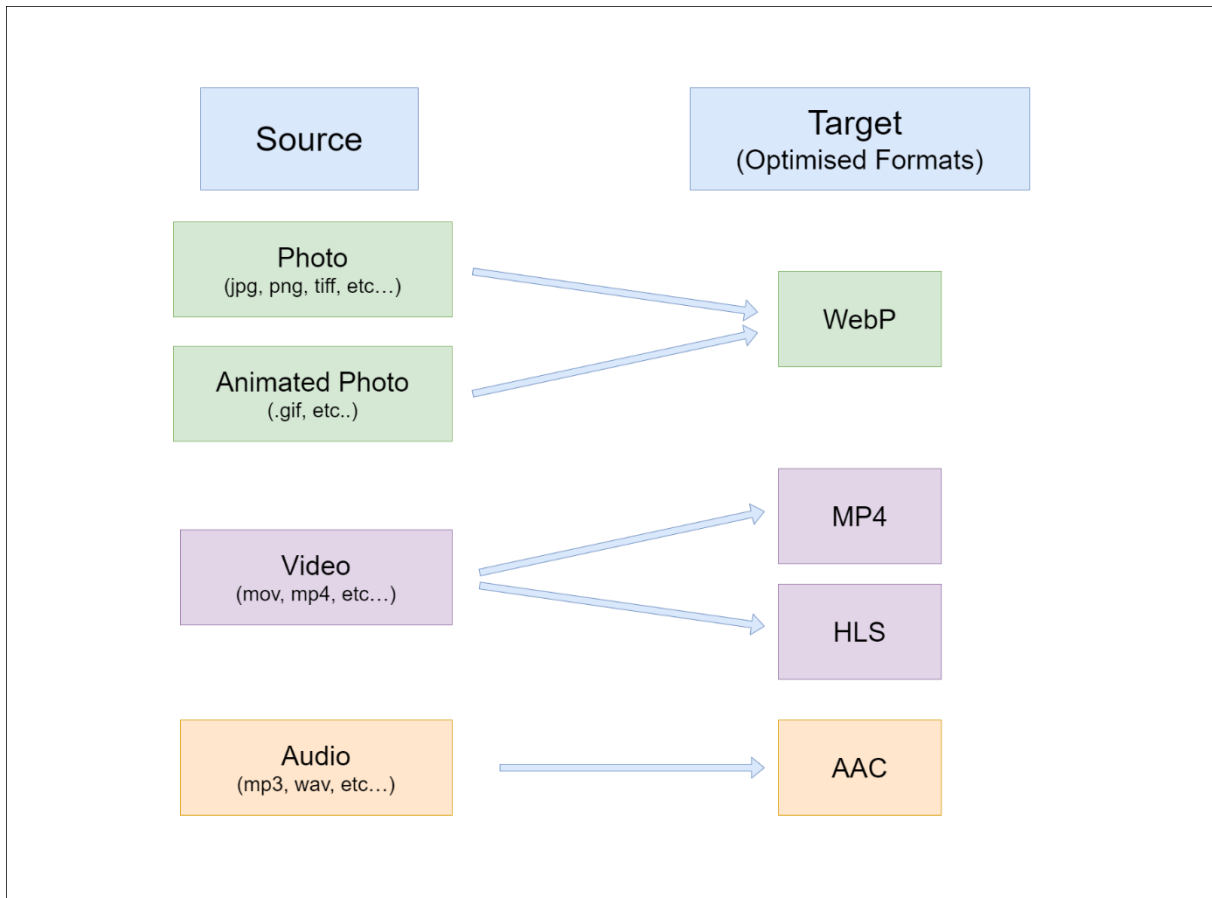 Source
Target
(Optimised Formats)
Photo
(jpg, png, tiff, etc…)
WebP
Animated Photo
(.gif, etc..)
MP4
Video
(mov, mp4, etc…)
HLS
Audio
(mp3, wav, etc…)
AAC